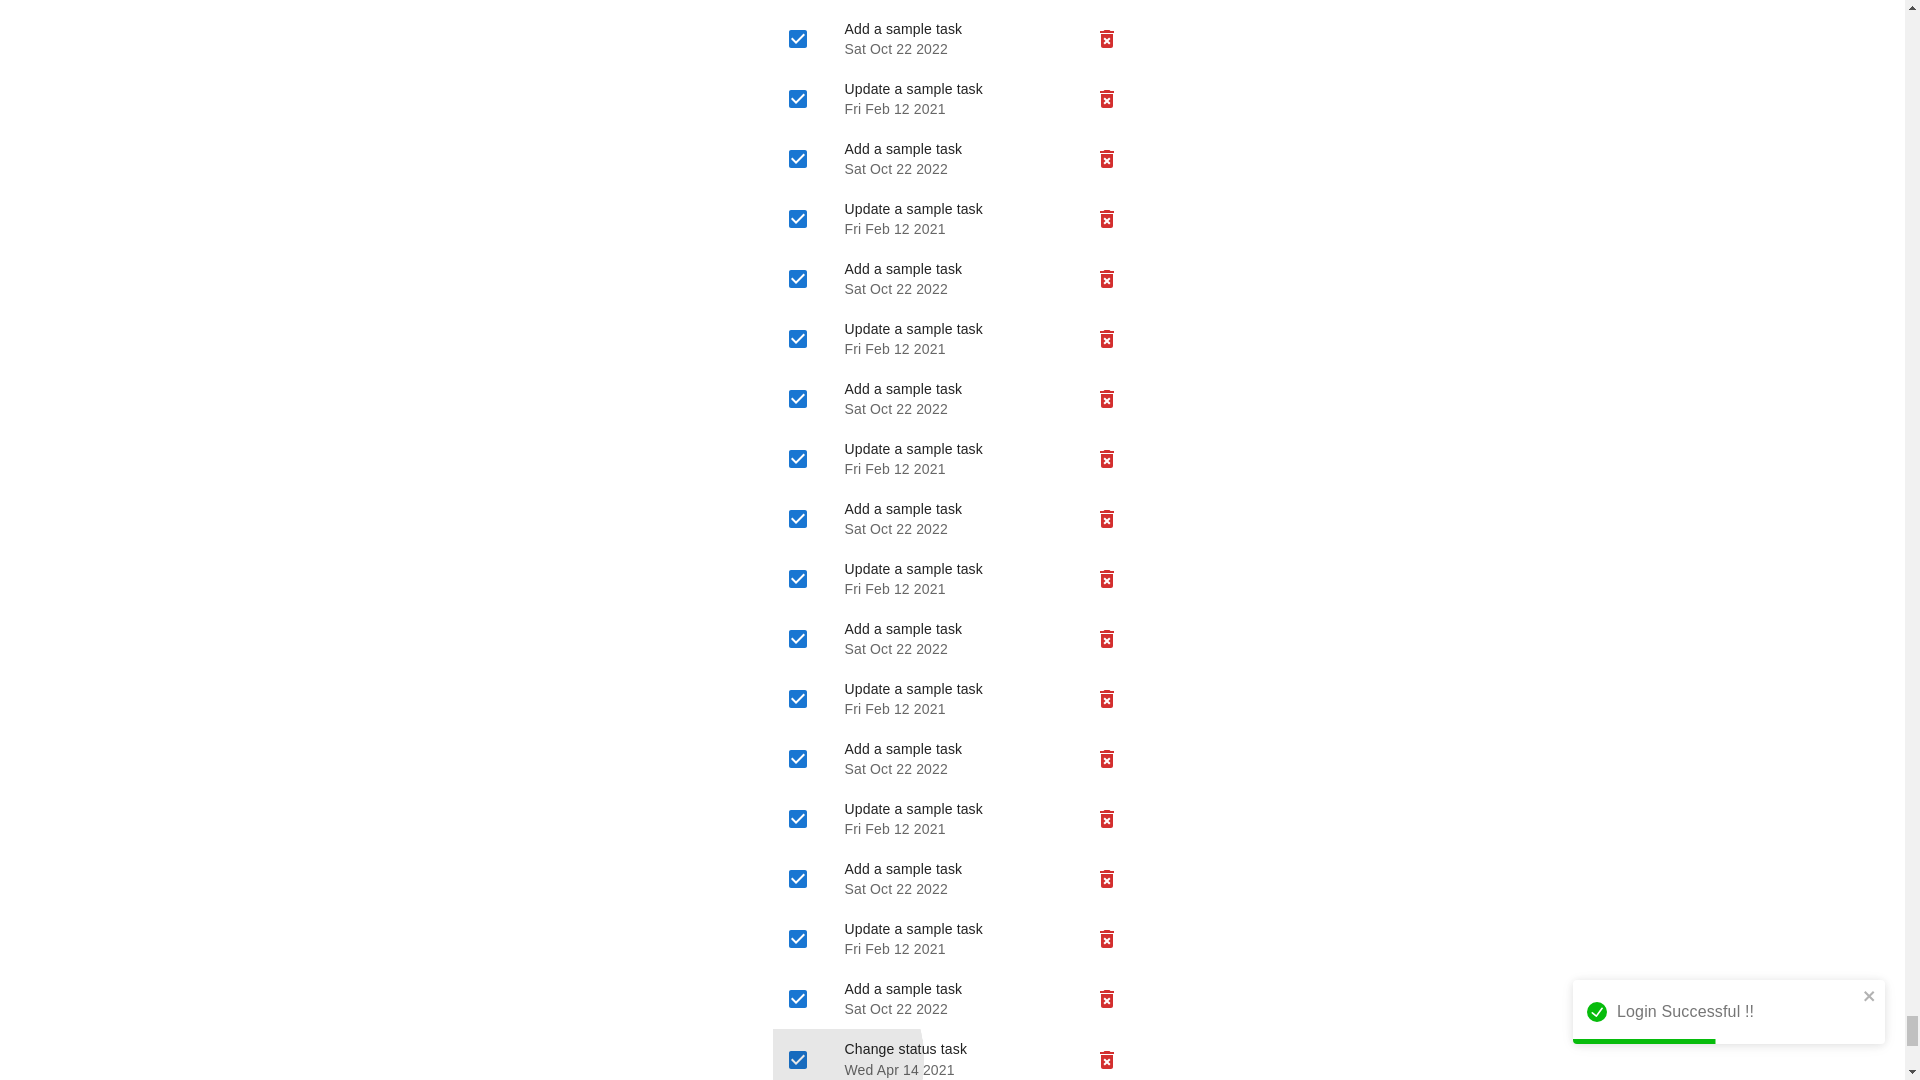 Add a sample task
Sat Oct 22 2022
Update a sample task
Fri Feb 12 2021
Add a sample task
Sat Oct 22 2022
Update a sample task
Fri Feb 12 2021
Add a sample task
Sat Oct 22 2022
Update a sample task
Fri Feb 12 2021
Add a sample task
Sat Oct 22 2022
Update a sample task
Fri Feb 12 2021
Add a sample task
Sat Oct 22 2022
Update a sample task
Fri Feb 12 2021
Add a sample task
Sat Oct 22 2022
Update a sample task
Fri Feb 12 2021
Add a sample task
Sat Oct 22 2022
Update a sample task
Fri Feb 12 2021
Add a sample task
Sat Oct 22 2022
Update a sample task
Fri Feb 12 2021
Add a sample task
Sat Oct 22 2022
Change status task
Wed Apr 14 2021
Login Successful !!